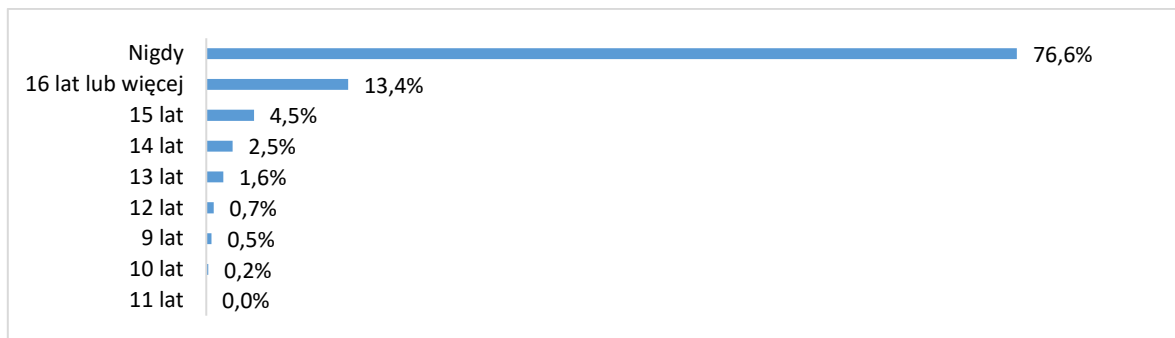 Nigdy 76,6%
16 lat lub więcej 13,4%
15 lat 4,5%
14 lat 2,5%
13 lat 1,6%
12 lat 0,7%
9 lat 0,5%
10 lat 0,2%
11 lat 0,0%